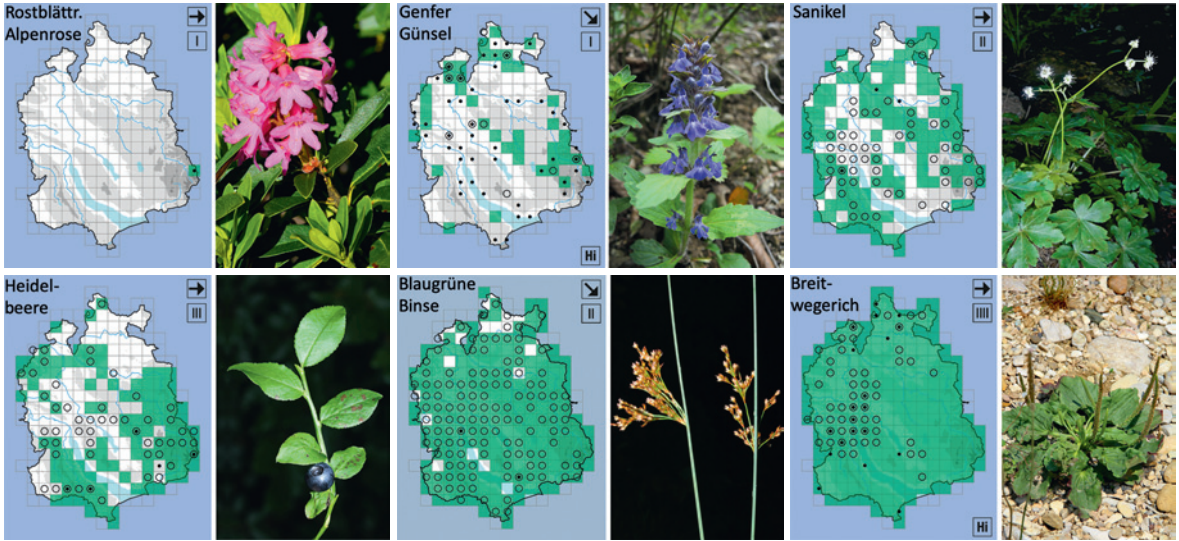 Rostblättr.
Alpenrose
→
I
Genfer
Günsel
↘
I
Hi
Sanikel
→
II
Heidel-
beere
→
III
Blaugrüne
Binse
↘
II
Breit-
wegerich
→
IIII
Hi